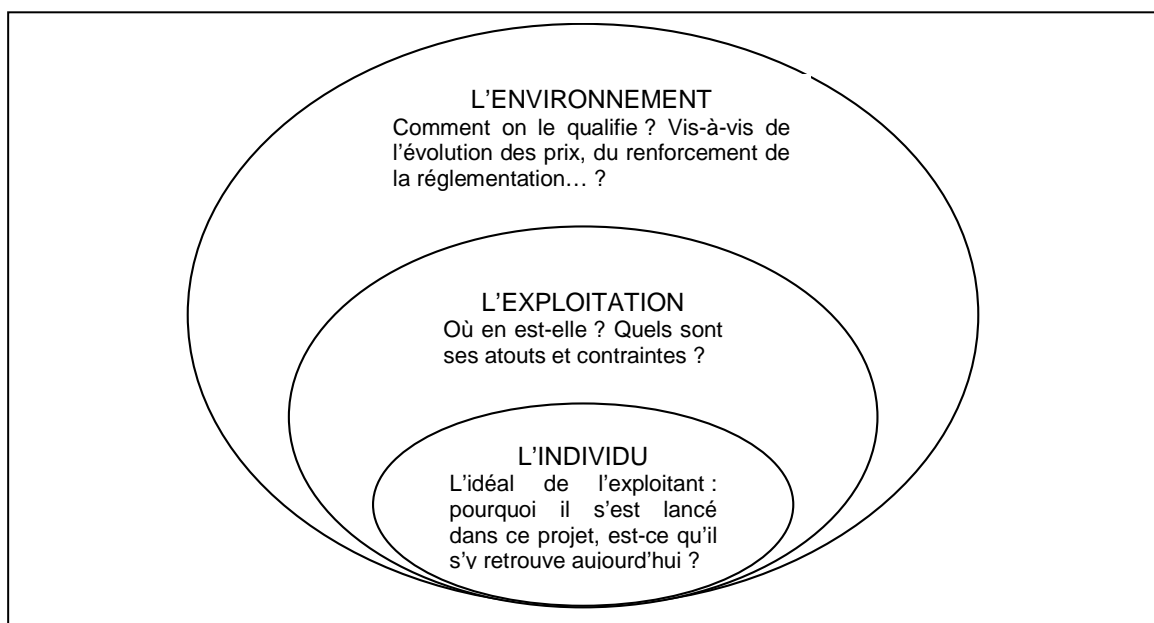 L'ENVIRONNEMENT
Comment on le qualifie ? Vis-à-vis de
l'évolution des prix, du renforcement de
la réglementation… ?
L'EXPLOITATION
Où en est-elle ? Quels sont
ses atouts et contraintes ?
L'INDIVIDU
L'idéal de l'exploitant :
pourquoi il s'est lancé
dans ce projet, est-ce qu'il
s'y retrouve aujourd'hui ?